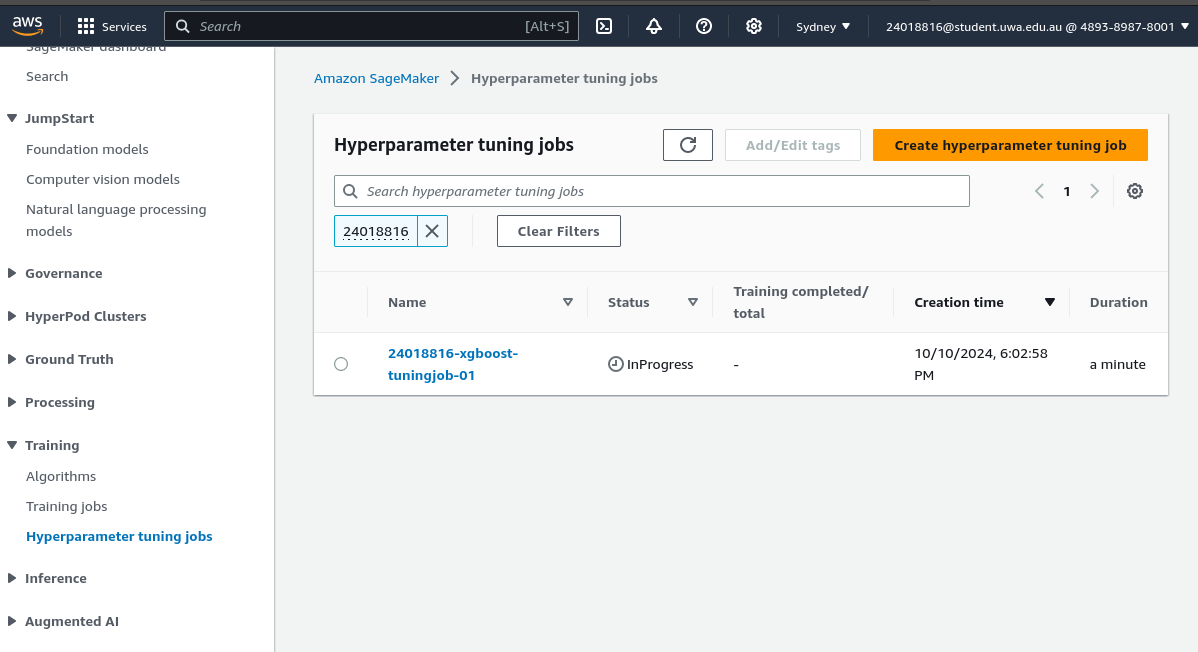 aws
Services
Search
[Alt+S]
Sydney
24018816@student.uwa.edu.au @ 4893-8987-8001
SageMaker dashboard
Search
JumpStart
Foundation models
Computer vision models
Natural language processing
models
Governance
HyperPod Clusters
Ground Truth
Processing
Training
Algorithms
Training jobs
Hyperparameter tuning jobs
Inference
Augmented AI
Amazon SageMaker
Hyperparameter tuning jobs
Hyperparameter tuning jobs
Add/Edit tags
Create hyperparameter tuning job
Search hyperparameter tuning jobs
1
24018816
Clear Filters
Name
Status
Training completed/
total
Creation time
Duration
24018816-xgboost-
tuningjob-01
InProgress
-
10/10/2024, 6:02:58
PM
a minute